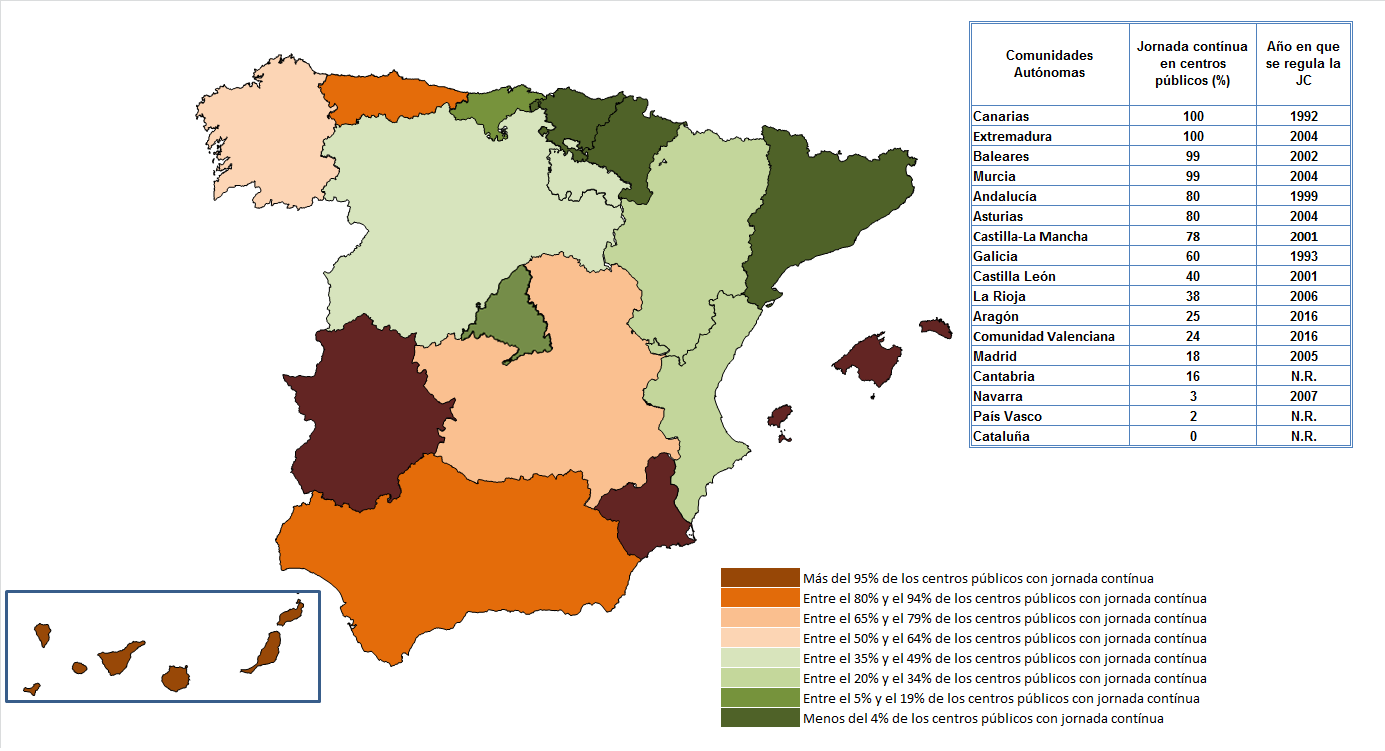 Comunidades Autónomas
Jornada contínua en centros públicos (%)
Año en que se regula la JC
Canarias 100 1992
Extremadura 100 2004
Baleares 99 2002
Murcia 99 2004
Andalucía 80 1999
Asturias 80 2004
Castilla-La Mancha 78 2001
Galicia 60 1993
Castilla León 40 2001
La Rioja 38 2006
Aragón 25 2016
Comunidad Valenciana 24 2016
Madrid 18 2005
Cantabria 16 N.R.
Navarra 3 2007
País Vasco 2 N.R.
Cataluña 0 N.R.
Más del 95% de los centros públicos con jornada contínua
Entre el 80% y el 94% de los centros públicos con jornada contínua
Entre el 65% y el 79% de los centros públicos con jornada contínua
Entre el 50% y el 64% de los centros públicos con jornada contínua
Entre el 35% y el 49% de los centros públicos con jornada contínua
Entre el 20% y el 34% de los centros públicos con jornada contínua
Entre el 5% y el 19% de los centros públicos con jornada contínua
Menos del 4% de los centros públicos con jornada contínua